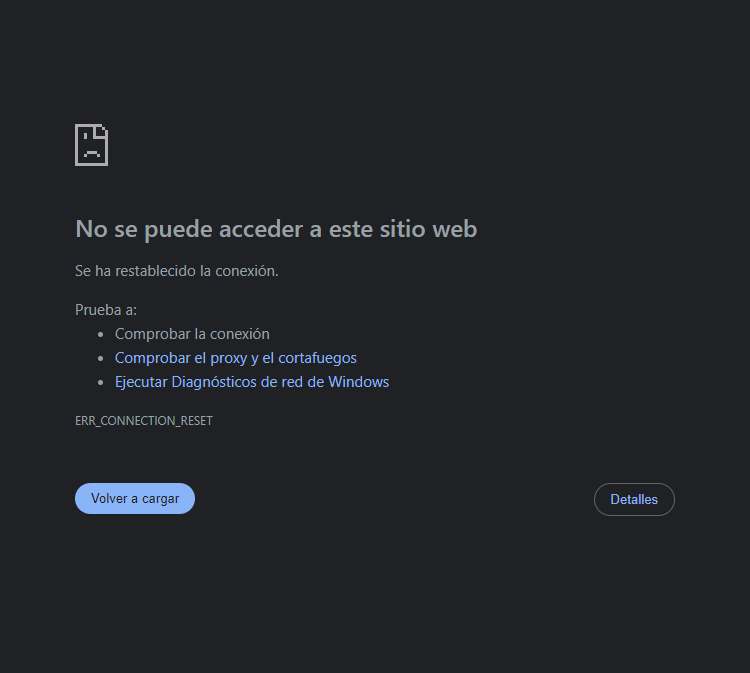 No se puede acceder a este sitio web
Se ha restablecido la conexión.
Prueba a:
Comprobar la conexión
Comprobar el proxy y el cortafuegos
Ejecutar Diagnósticos de red de Windows
ERR_CONNECTION_RESET
Volver a cargar
Detalles